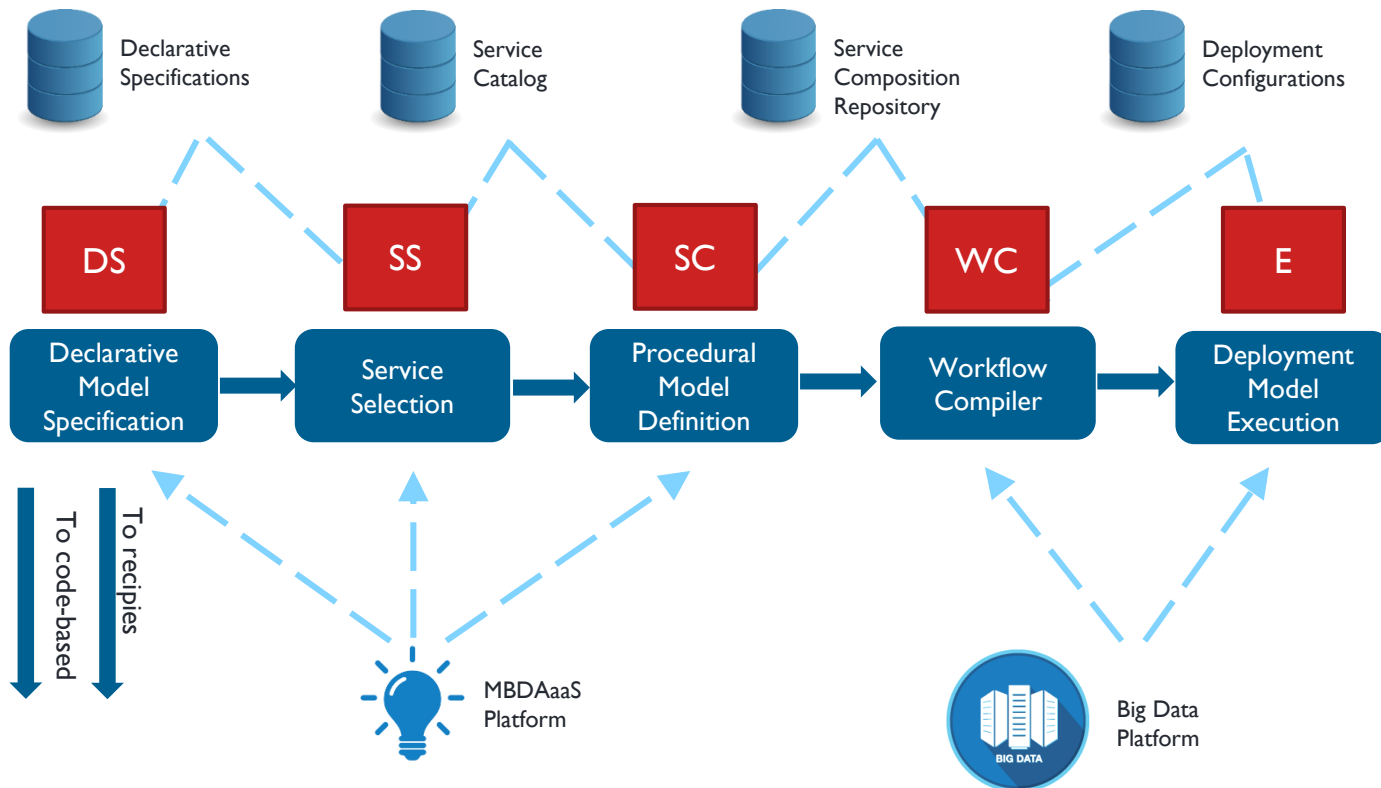 Declarative
Specifications
Service
Catalog
Service
Composition
Repository
Deployment
Configurations
DS
SS
SC
WC
E
Declarative
Model
Specification
Service
Selection
Procedural
Model
Definition
Workflow
Compiler
Deployment
Model
Execution
To code-based
To recipies
MBDAaaS
Platform
BIG DATA
Big Data
Platform